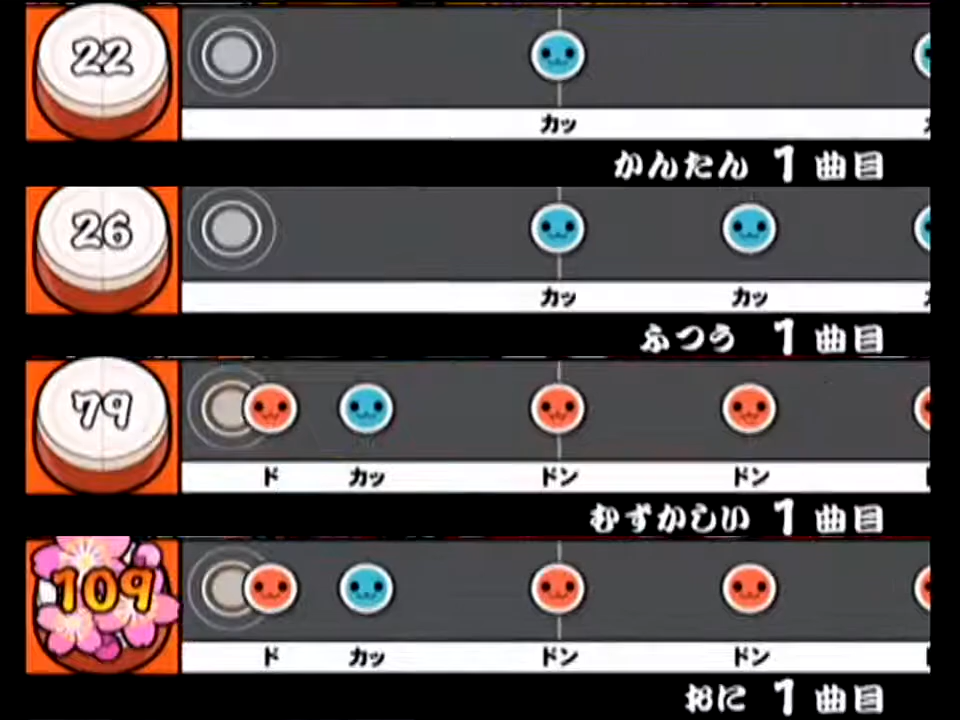 22
カッ
かんたん 1曲目
26
カッ カッ
ふつう 1曲目
79
ド カッ ドン ドン
むずかしい 1曲目
109
ド カッ ドン ドン
おに 1曲目